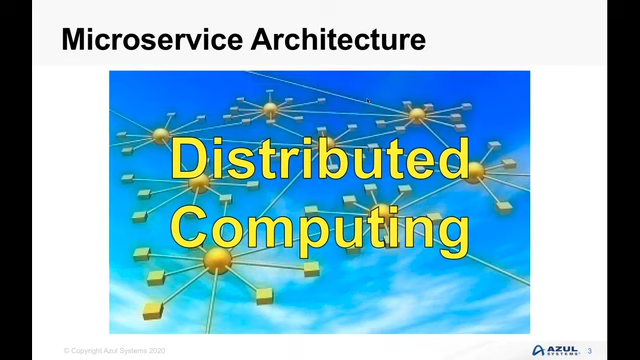 Microservice Architecture
Distributed
Computing
© Copyright Azul Systems 2020
AZUL
SYSTEMS
3